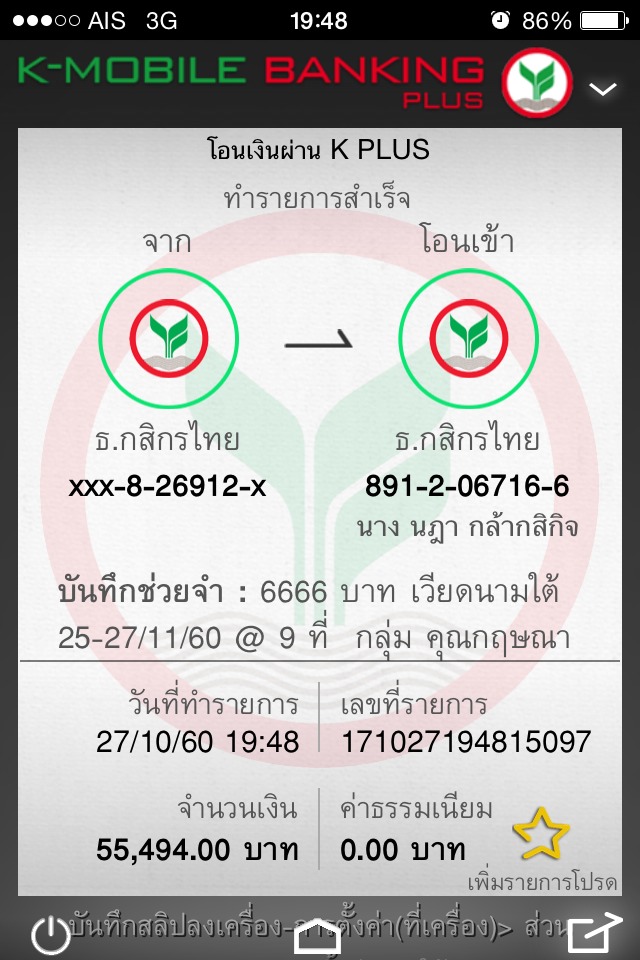 AIS 3G 19:48 86%
K-MOBILE BANKING
PLUS
โอนเงินผ่าน K PLUS
ทำรายการสำเร็จ
จาก โอนเข้า
ธ.กสิกรไทย ธ.กสิกรไทย
xxx-8-26912-x 891-2-06716-6
นาง นฎา กล้ากสิกิจ
บันทึกช่วยจำ : 6666 บาท เวียดนามใต้
25-27/11/60 @ 9 ที่ กลุ่ม คุณกฤษณา
วันที่ทำรายการ เลขที่รายการ
27/10/60 19:48 171027194815097
จำนวนเงิน ค่าธรรมเนียม
55,494.00 บาท 0.00 บาท
เพิ่มรายการโปรด
บันทึกสลิปลงเครื่อง-การตั้งค่า(ที่เครื่อง)> ส่วน